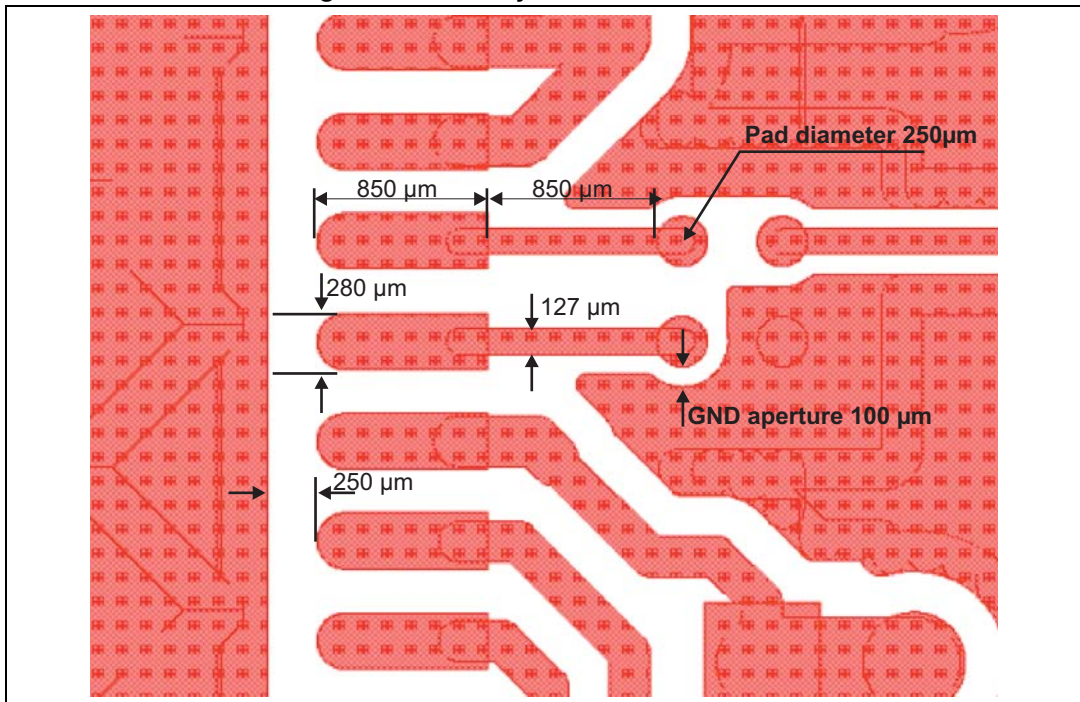 Pad diameter 250µm
850 µm
850 µm
280 µm
127 µm
GND aperture 100 µm
250 µm